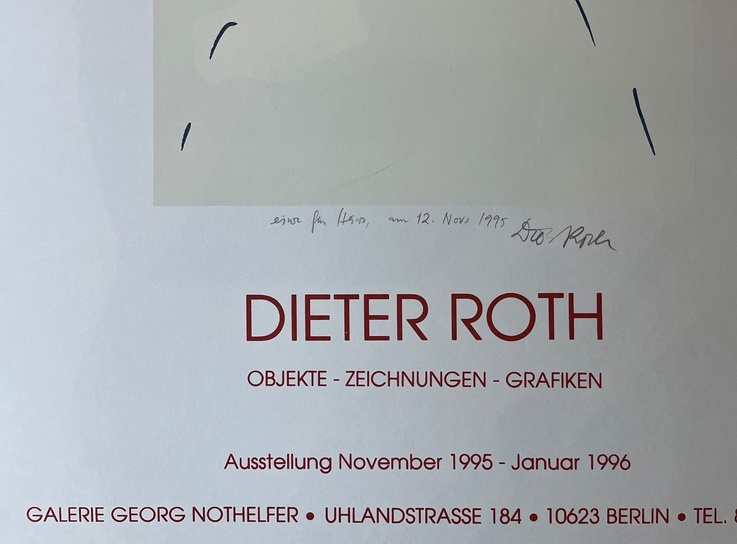 am 12. Nov. 1995 Roth
DIETER ROTH
OBJEKTE - ZEICHNUNGEN - GRAFIKEN
Ausstellung November 1995 - Januar 1996
GALERIE GEORG NOTHELFER • UHLANDSTRASSE 184 • 10623 BERLIN • TEL.